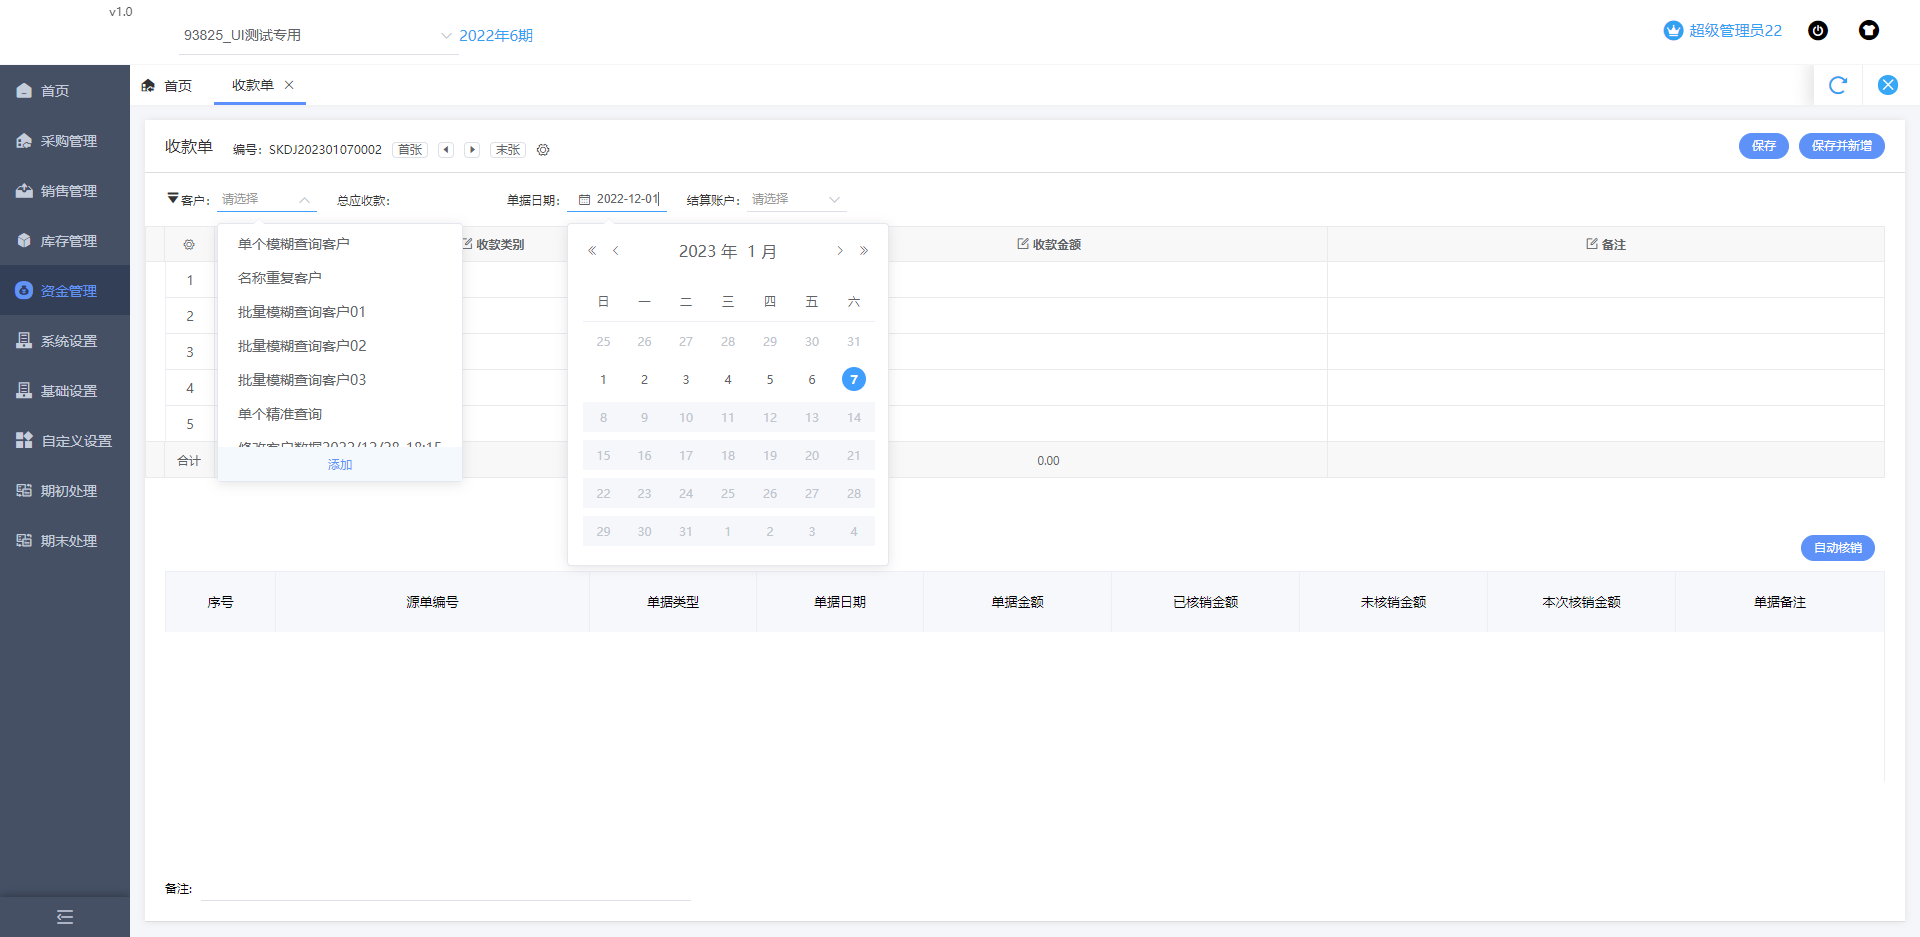 v1.0
93825_UI测试专用
2022年6期
超级管理员22
首页
采购管理
销售管理
库存管理
资金管理
系统设置
基础设置
自定义设置
期初处理
期末处理
首页
收款单
收款单
编号: SKDJ202301070002
首张
末张
保存
保存并新增
客户: 请选择
总应收款:
单据日期: 2022-12-01
结算账户: 请选择
收款类别
收款金额
备注
1
2
3
4
5
合计
0.00
单个模糊查询客户
名称重复客户
批量模糊查询客户01
批量模糊查询客户02
批量模糊查询客户03
单个精准查询
修改客户数据2022/12/28 18:15
添加
2023 年 1 月
日 一 二 三 四 五 六
25 26 27 28 29 30 31
1 2 3 4 5 6 7
8 9 10 11 12 13 14
15 16 17 18 19 20 21
22 23 24 25 26 27 28
29 30 31 1 2 3 4
自动核销
序号 源单编号 单据类型 单据日期 单据金额 已核销金额 未核销金额 本次核销金额 单据备注
备注: